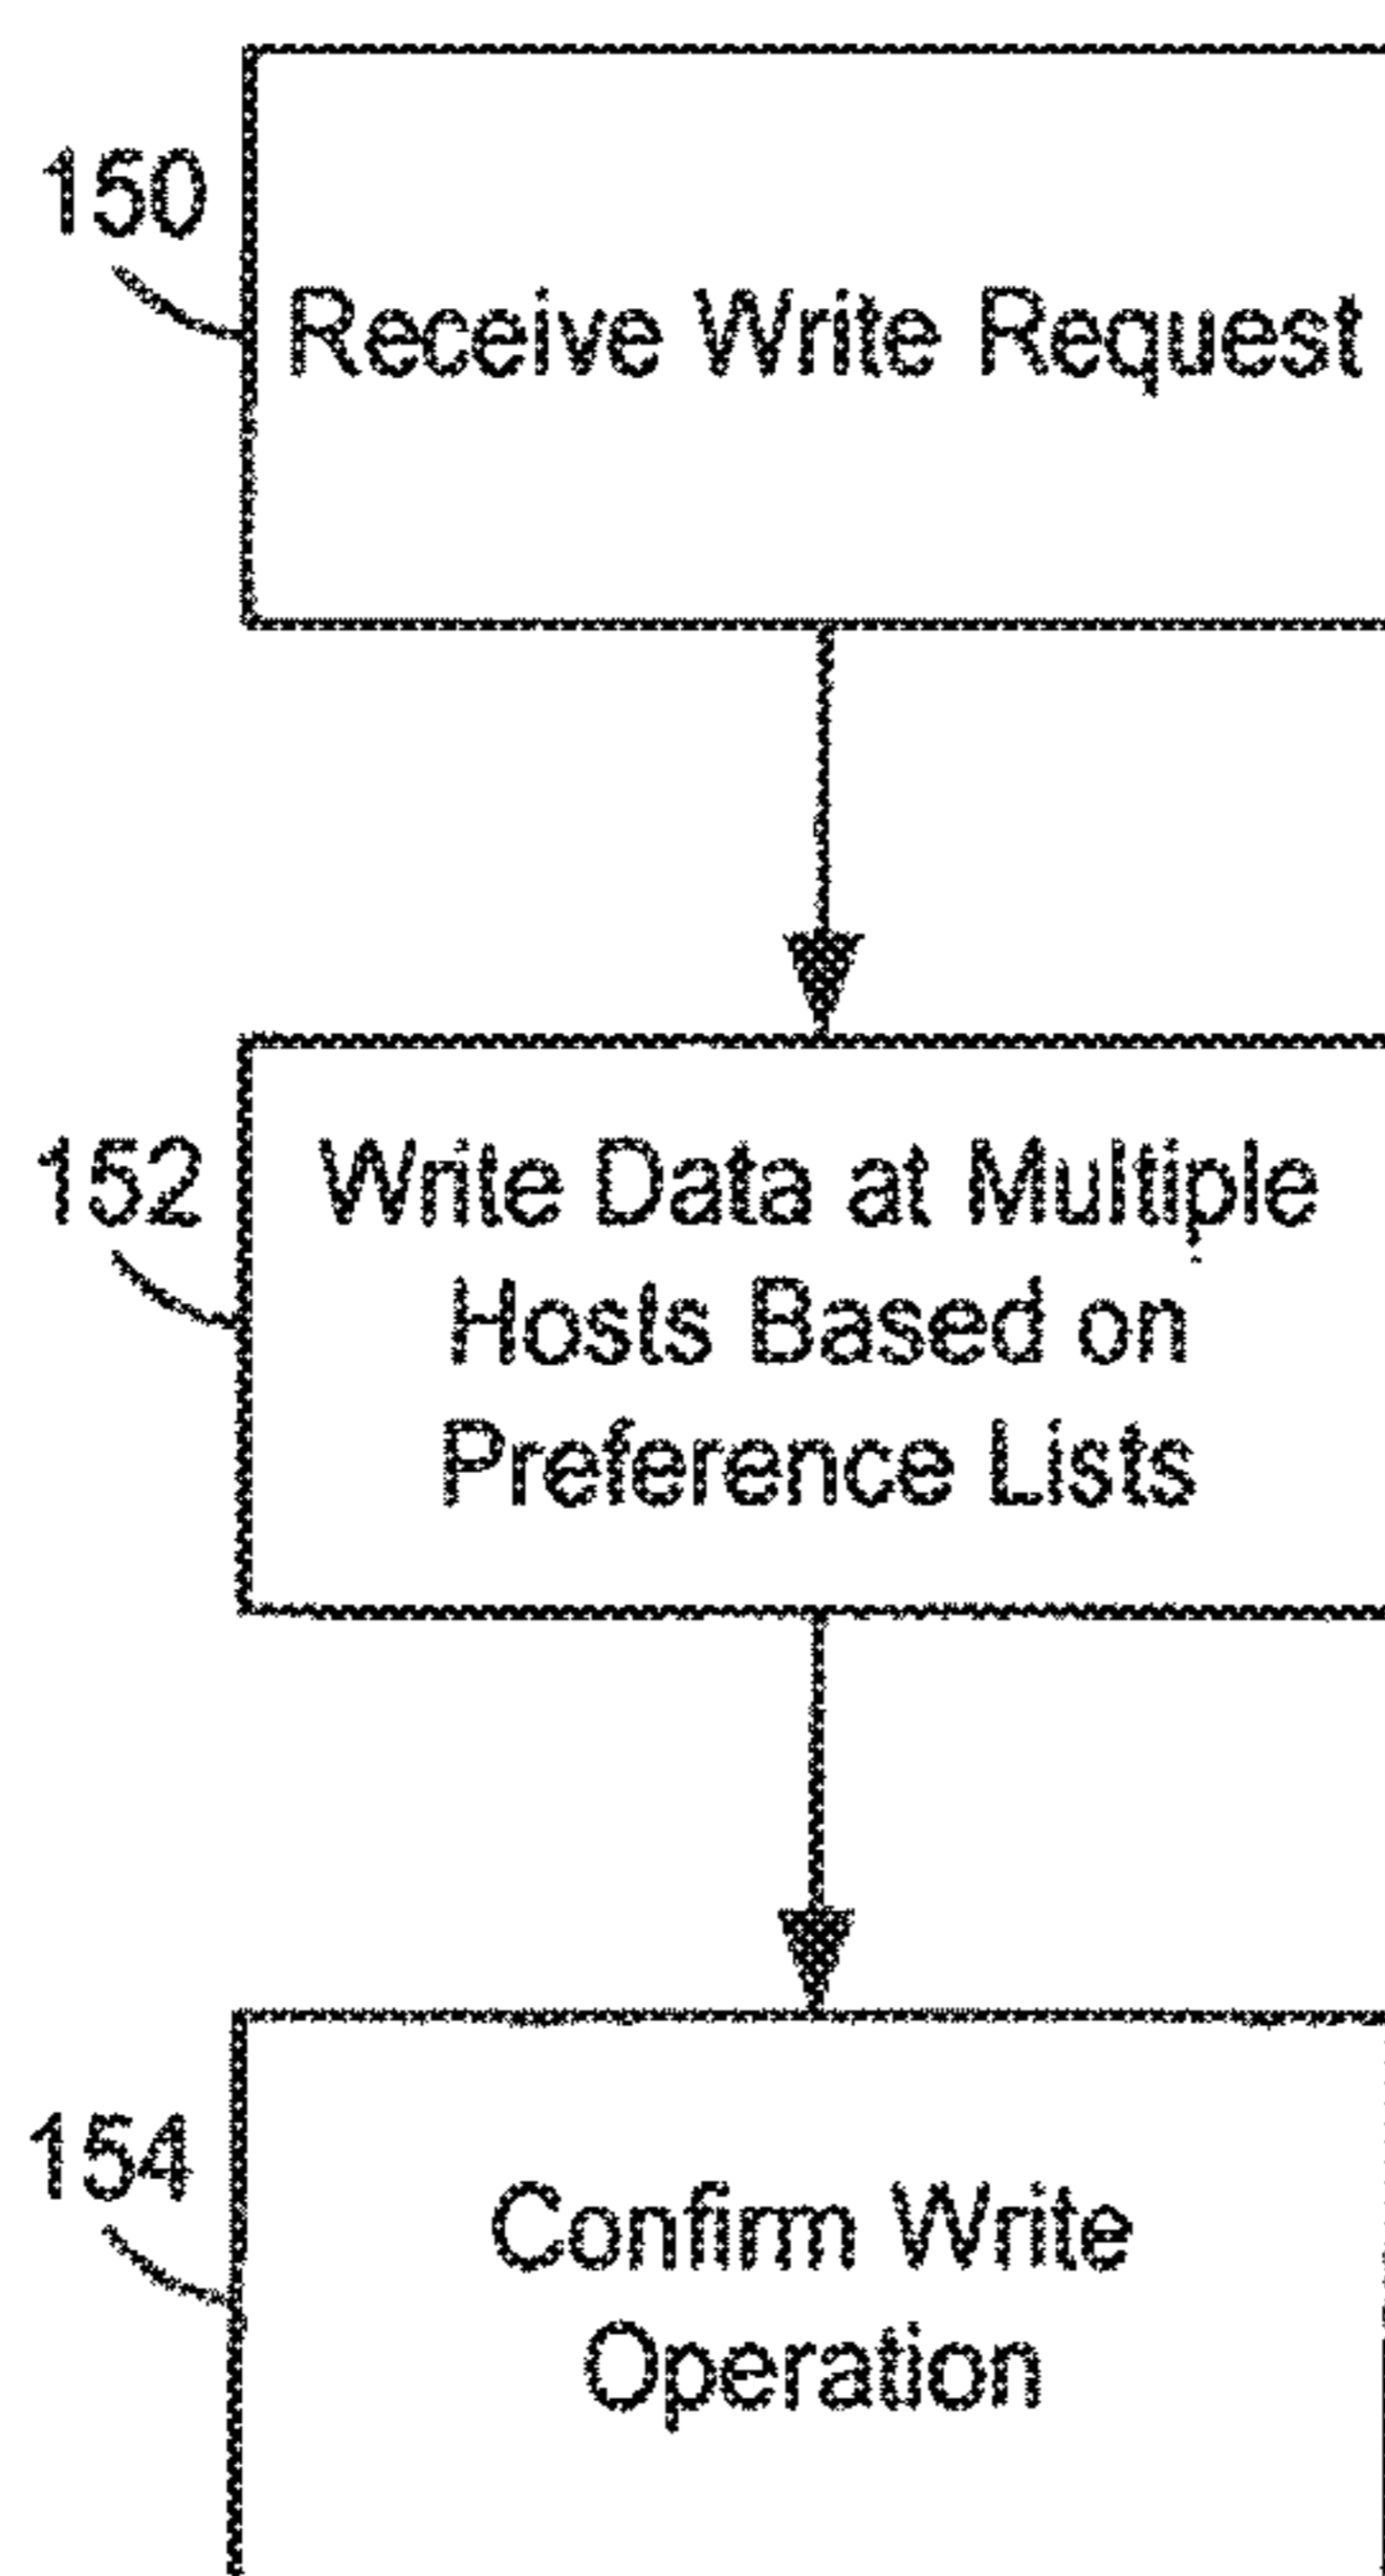 150
Receive Write Request
152
Write Data at Multiple
Hosts Based on
Preference Lists
154
Confirm Write
Operation